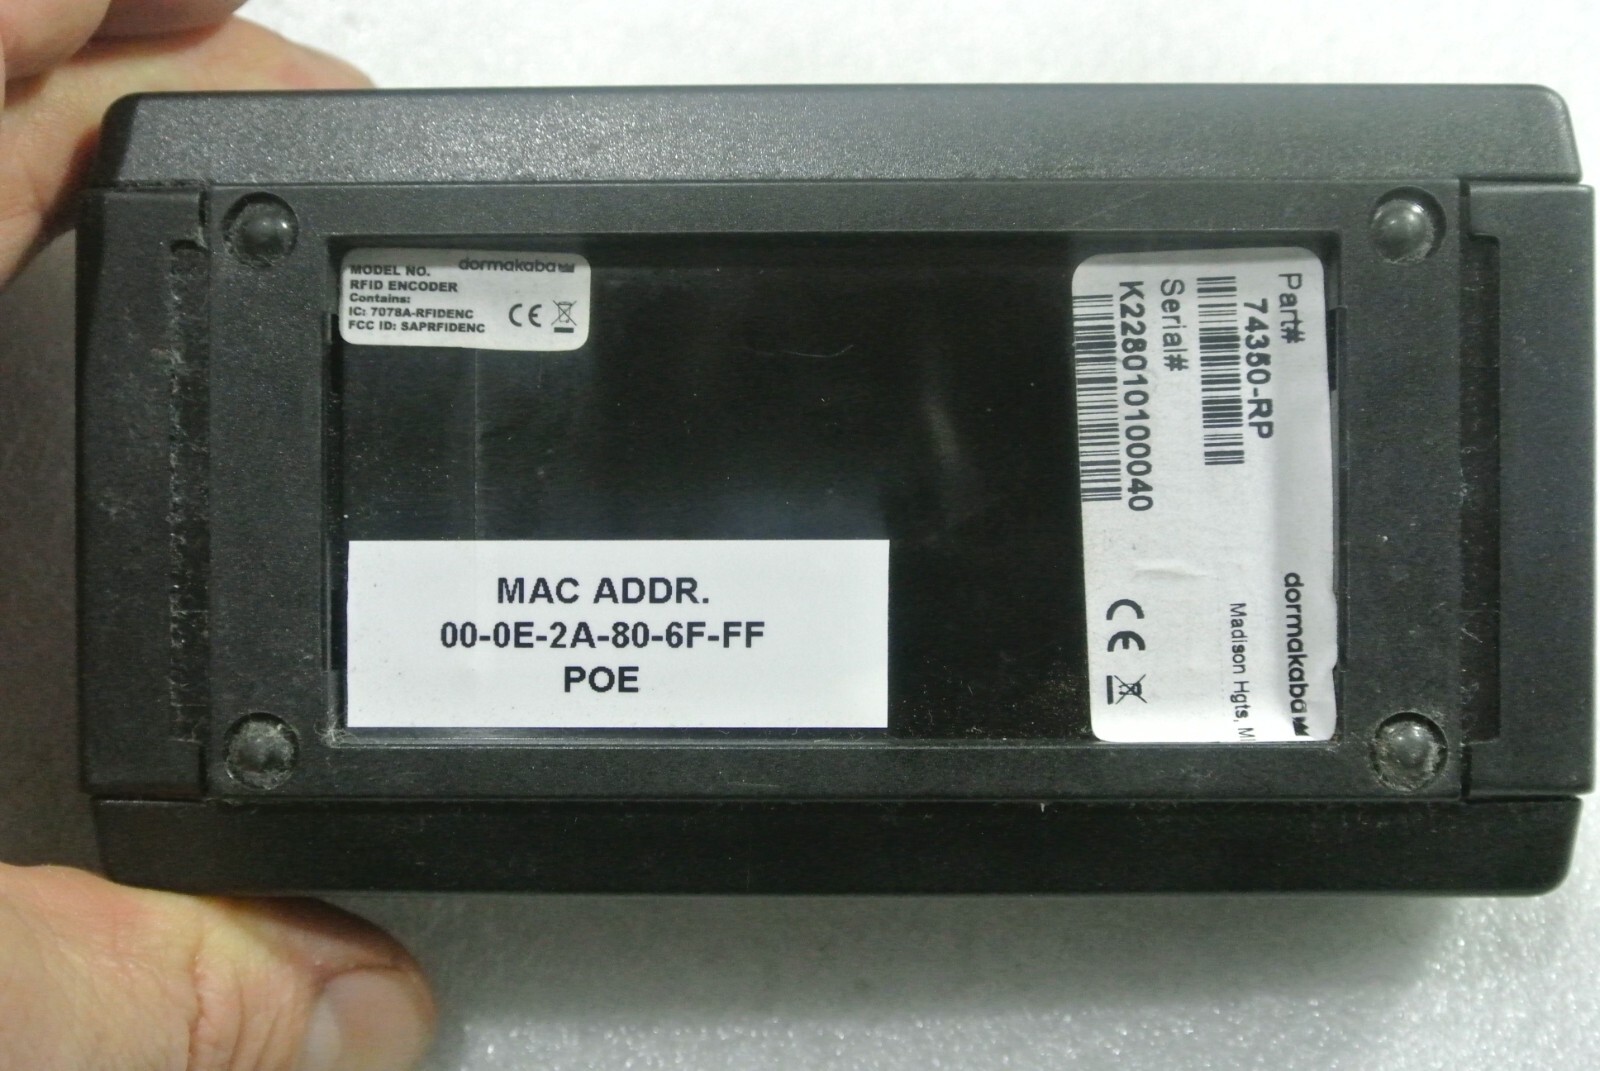 dormakaba
MODEL NO.
RFID ENCODER
Contains:
IC: 7078A-RFIDENC
FCC ID: SAPRFIDENC
CE
MAC ADDR.
00-0E-2A-80-6F-FF
POE
Part#
74350-RP
Serial#
K228010100040
dormakaba
Madison Hgts, MI
CE